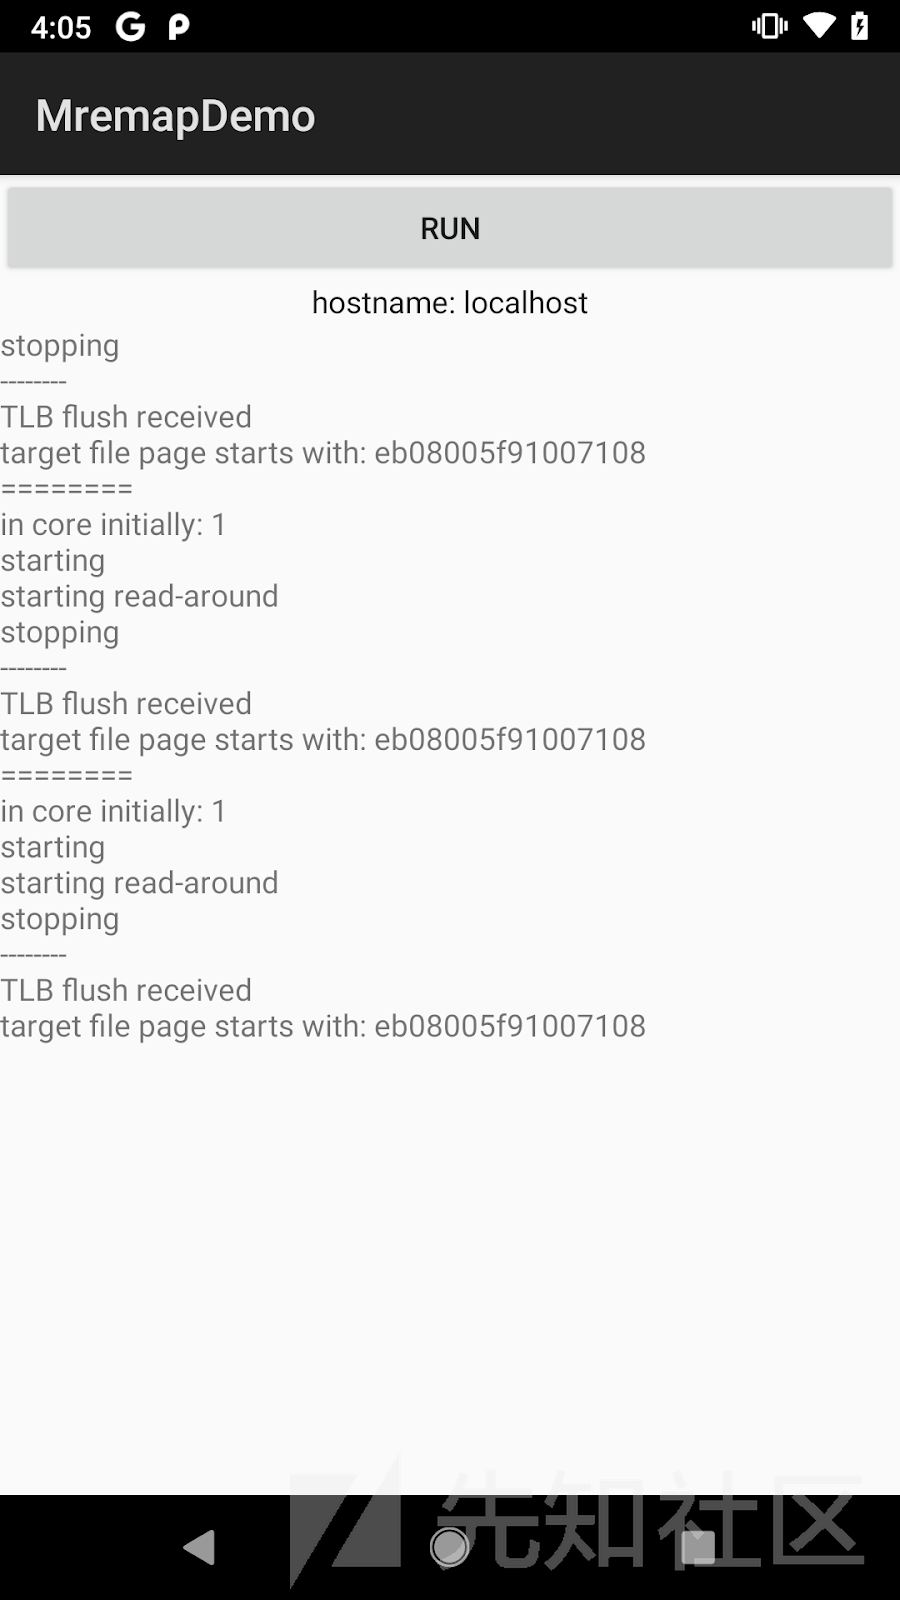 4:05
MremapDemo
RUN
hostname: localhost
stopping
--------
TLB flush received
target file page starts with: eb08005f91007108
========
in core initially: 1
starting
starting read-around
stopping
--------
TLB flush received
target file page starts with: eb08005f91007108
========
in core initially: 1
starting
starting read-around
stopping
--------
TLB flush received
target file page starts with: eb08005f91007108
先知社区